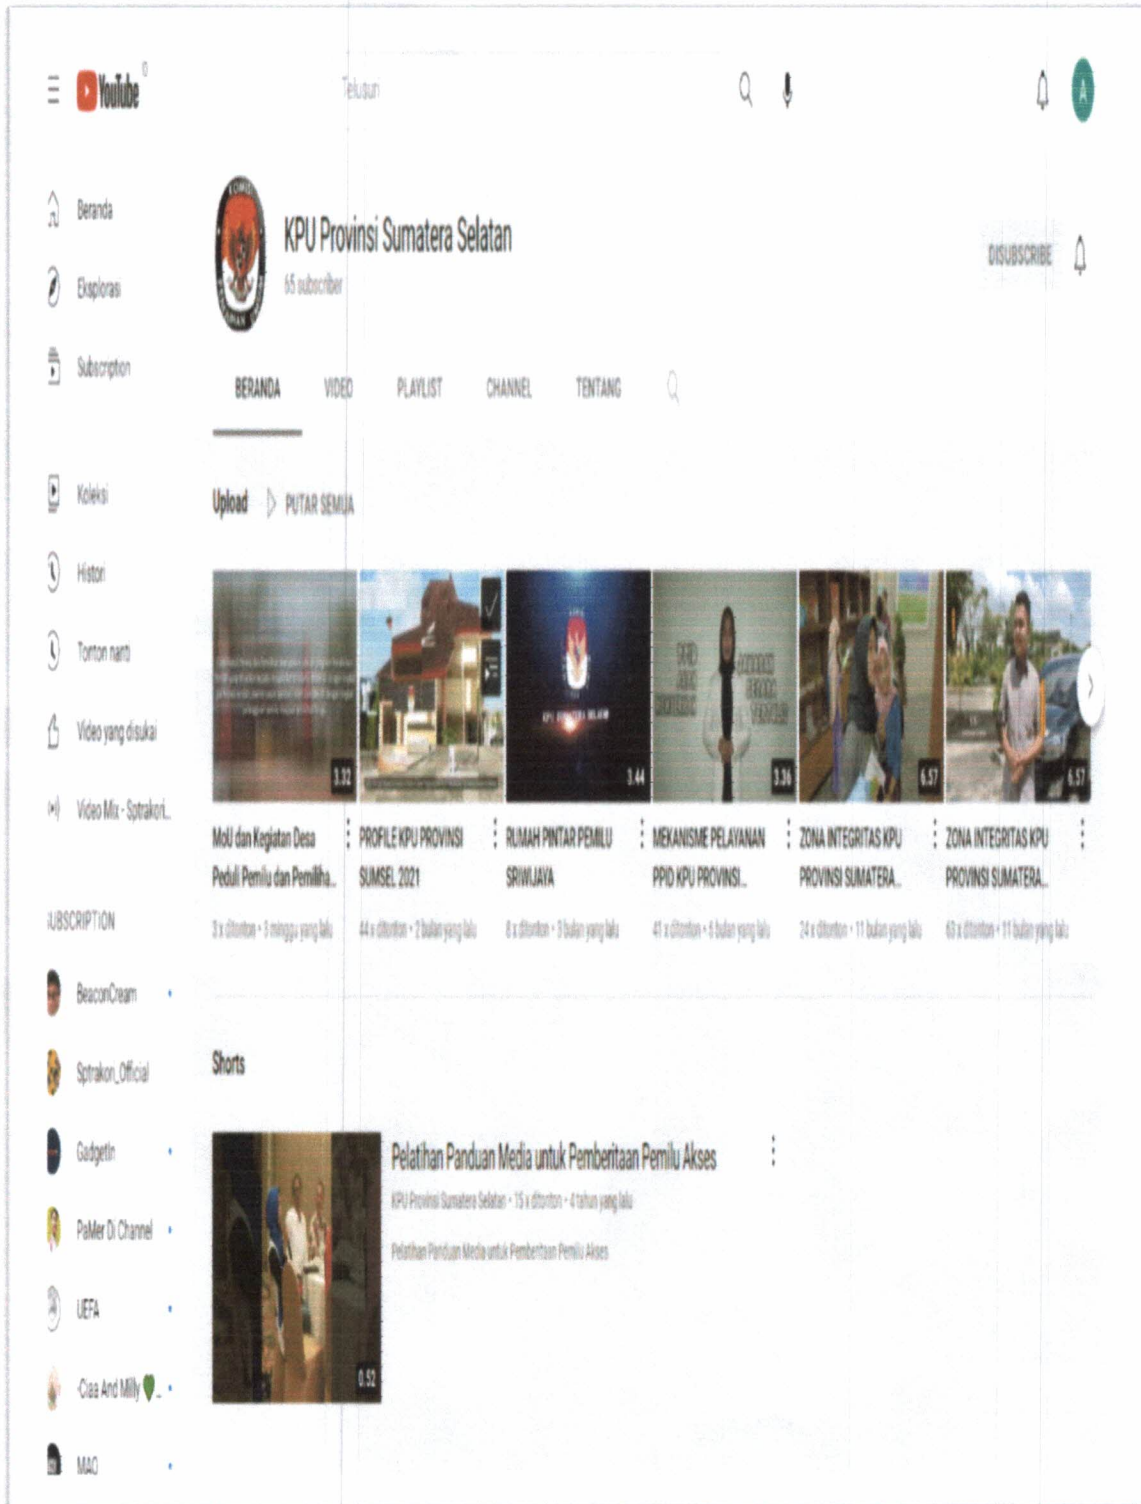 YouTube
ID
Telusuri
A
Beranda
Eksplorasi
Subscription
Koleksi
Histori
Tonton nanti
Video yang disukai
Video Mix - Sptrakori...
SUBSCRIPTION
BeaconCream
Sptrakori_Official
GadgetIn
PaMer Di Channel
UEFA
Ciaa And Milly
MAO
KPU Provinsi Sumatera Selatan
65 subscriber
DISUBSCRIBE
BERANDA VIDEO PLAYLIST CHANNEL TENTANG
Upload PUTAR SEMUA
3.32
3.44
3.36
6.57
6.57
MoU dan Kegiatan Desa
Peduli Pemilu dan Pemiliha...
3 x ditonton • 3 minggu yang lalu
PROFILE KPU PROVINSI
SUMSEL 2021
44 x ditonton • 2 bulan yang lalu
RUMAH PINTAR PEMILU
SRIWIJAYA
8 x ditonton • 3 bulan yang lalu
MEKANISME PELAYANAN
PPID KPU PROVINSI...
41 x ditonton • 6 bulan yang lalu
ZONA INTEGRITAS KPU
PROVINSI SUMATERA...
24 x ditonton • 11 bulan yang lalu
ZONA INTEGRITAS KPU
PROVINSI SUMATERA...
63 x ditonton • 11 bulan yang lalu
Shorts
0.52
Pelatihan Panduan Media untuk Pemberitaan Pemilu Akses
KPU Provinsi Sumatera Selatan • 15 x ditonton • 4 tahun yang lalu
Pelatihan Panduan Media untuk Pemberitaan Pemilu Akses